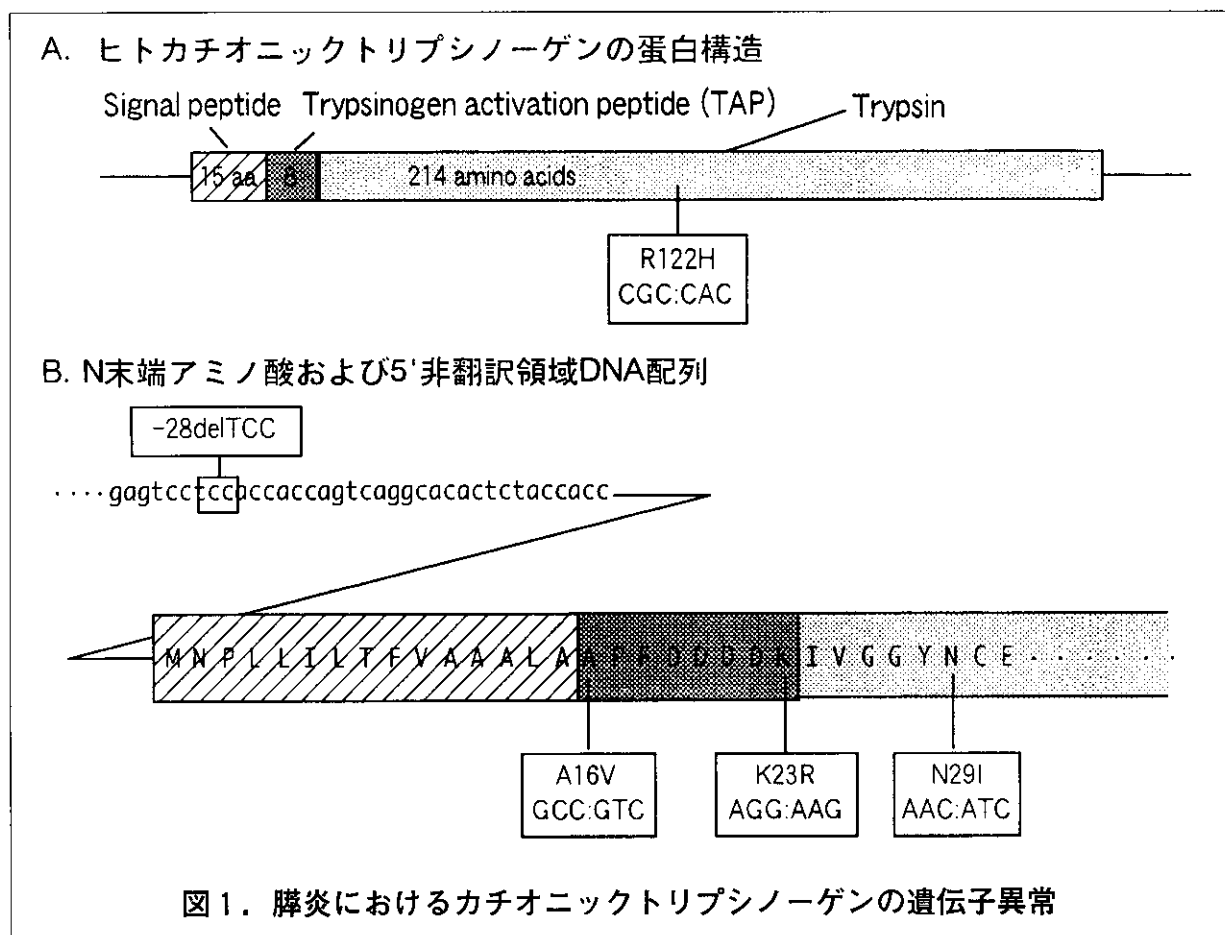 A. ヒトカチオニックトリプシノーゲンの蛋白構造
Signal peptide Trypsinogen activation peptide (TAP) Trypsin
15 aa 8 214 amino acids
R122H
CGC:CAC
B. N末端アミノ酸および5'非翻訳領域DNA配列
-28delTCC
····gagtcctccaccaccagtcaggcacactctaccacc
M N P L L I L T F V A A A L A A P F D D D D K I V G G Y N C E ·······
A16V
GCC:GTC
K23R
AGG:AAG
N29I
AAC:ATC
図1. 膵炎におけるカチオニックトリプシノーゲンの遺伝子異常